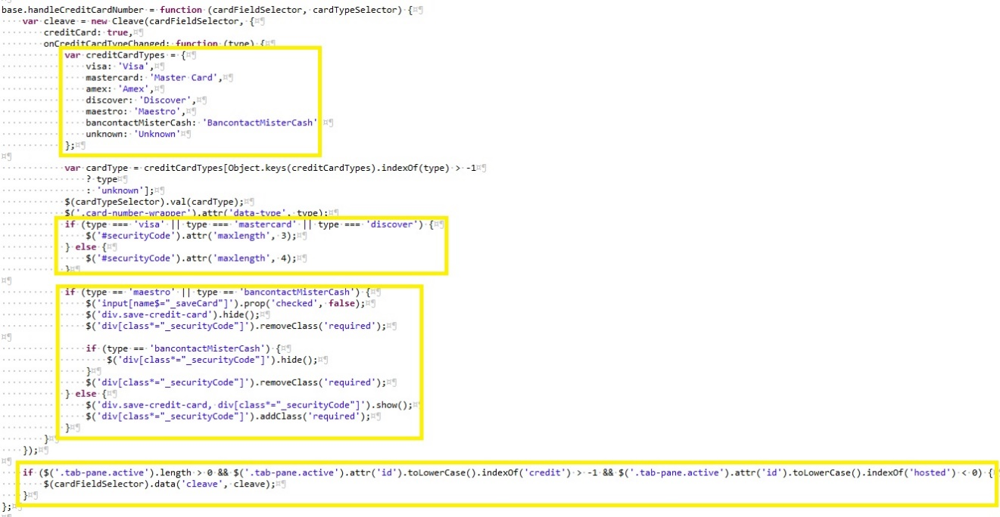 base.handleCreditCardNumber = function (cardFieldSelector, cardTypeSelector) {
var cleave = new Cleave(cardFieldSelector, {
creditCard: true,
onCreditCardTypeChanged: function (type) {
var creditCardTypes = {
visa: 'Visa',
mastercard: 'Master Card',
amex: 'Amex',
discover: 'Discover',
maestro: 'Maestro',
bancontactMisterCash: 'BancontactMisterCash'
unknown: 'Unknown'
};
var cardType = creditCardTypes[Object.keys(creditCardTypes).indexOf(type) > -1
? type
: 'unknown'];
$(cardTypeSelector).val(cardType);
$('.card-number-wrapper').attr('data-type', type);
if (type === 'visa' || type === 'mastercard' || type === 'discover') {
$('#securityCode').attr('maxlength', 3);
} else {
$('#securityCode').attr('maxlength', 4);
}
if (type == 'maestro' || type == 'bancontactMisterCash') {
$('input[name$="_saveCard"]').prop('checked', false);
$('div.save-credit-card').hide();
$('div[class*="_securityCode"]').removeClass('required');
if (type == 'bancontactMisterCash') {
$('div[class*="_securityCode"]').hide();
}
$('div[class*="_securityCode"]').removeClass('required');
} else {
$('div.save-credit-card, div[class*="_securityCode"]').show();
$('div[class*="_securityCode"]').addClass('required');
}
}
});
if ($('.tab-pane.active').length > 0 && $('.tab-pane.active').attr('id').toLowerCase().indexOf('credit') > -1 && $('.tab-pane.active').attr('id').toLowerCase().indexOf('hosted') < 0) {
$(cardFieldSelector).data('cleave', cleave);
}
};